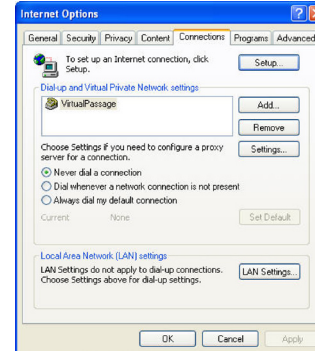 Internet Options
General Security Privacy Content Connections Programs Advanced
To set up an Internet connection, click
Setup.
Setup...
Dial-up and Virtual Private Network settings
VirtualPassage
Add...
Remove
Choose Settings if you need to configure a proxy
server for a connection.
Settings...
Never dial a connection
Dial whenever a network connection is not present
Always dial my default connection
Current None
Set Default
Local Area Network (LAN) settings
LAN Settings do not apply to dial-up connections.
Choose Settings above for dial-up settings.
LAN Settings...
OK Cancel Apply